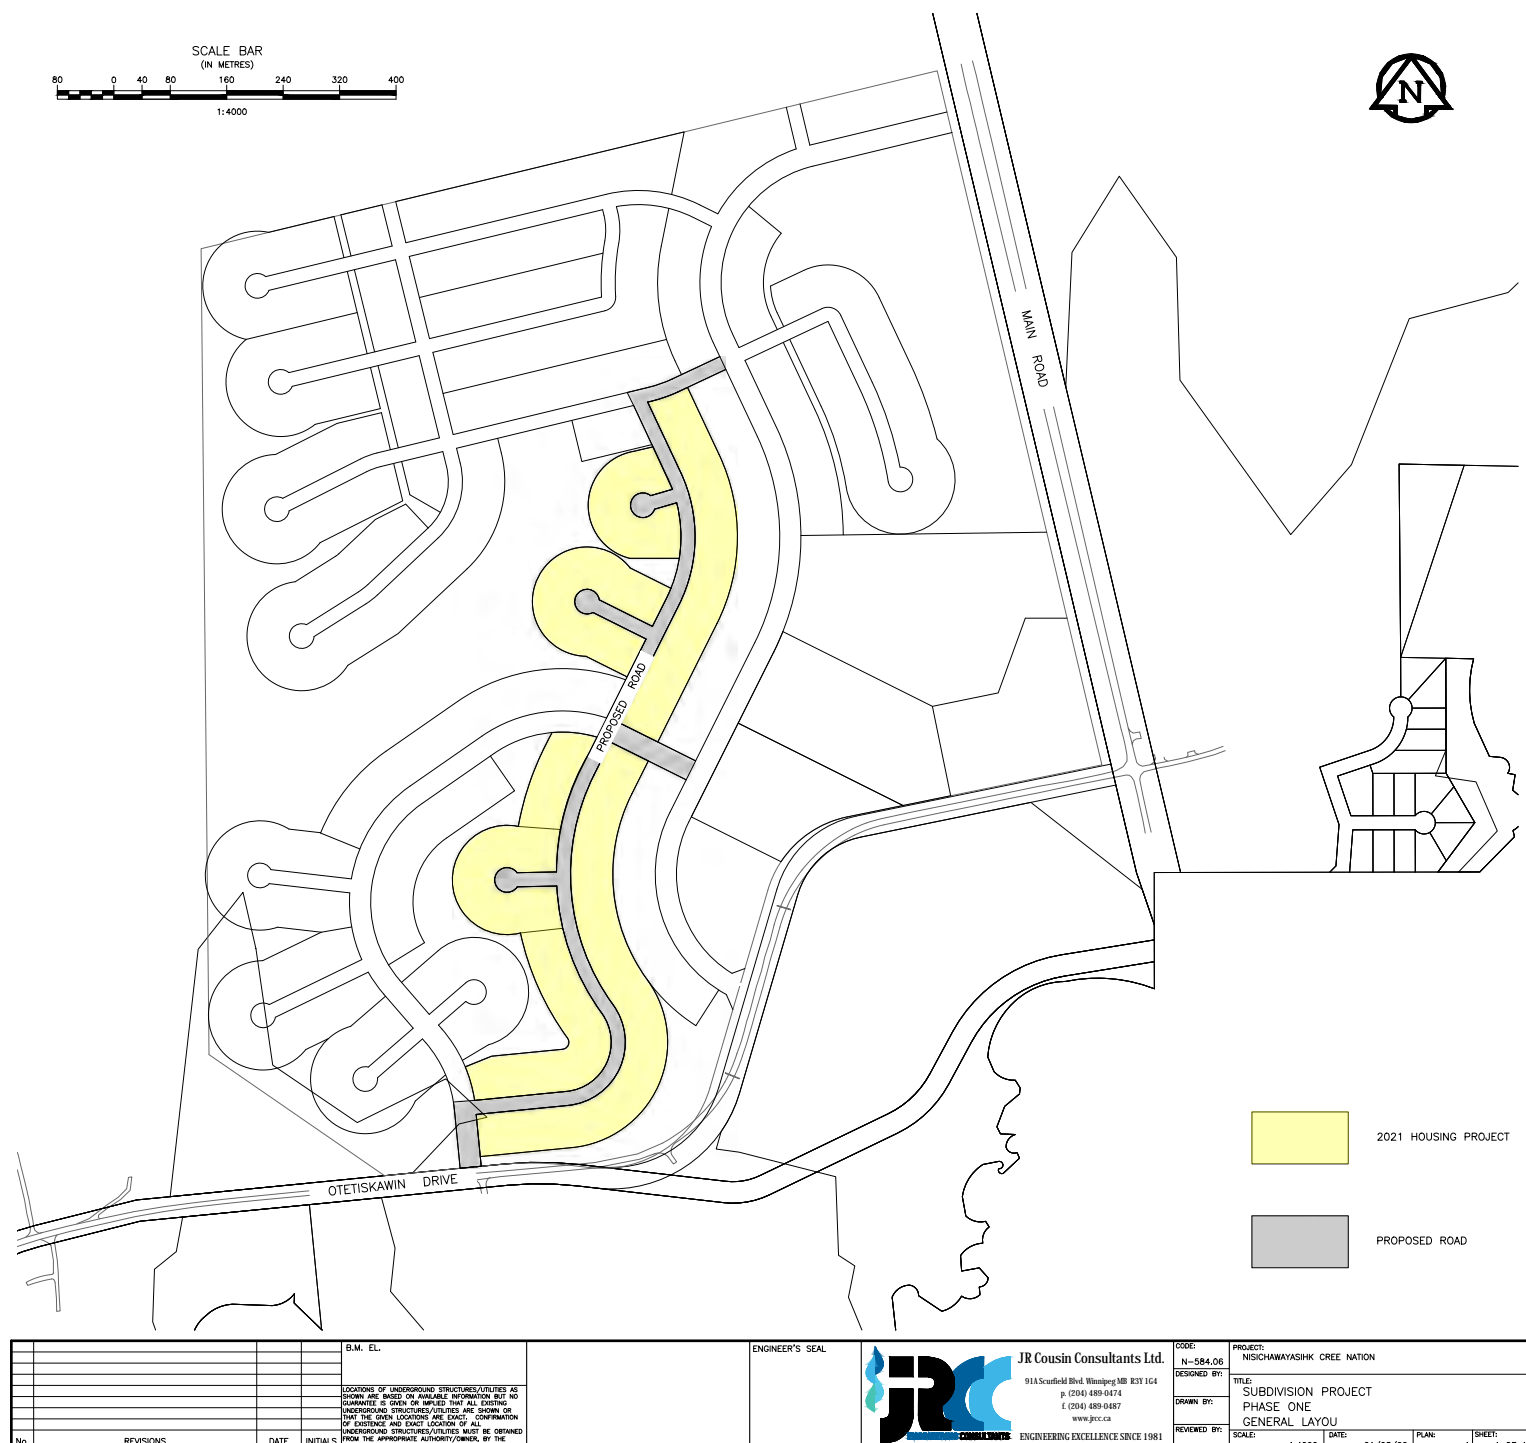 SCALE BAR
(IN METRES)
80 0 40 80 160 240 320 400
1:4000
N
MAIN ROAD
PROPOSED ROAD
OTETISKAWIN DRIVE
2021 HOUSING PROJECT
PROPOSED ROAD
No. REVISIONS DATE INITIALS
B.M. EL.
LOCATIONS OF UNDERGROUND STRUCTURES/UTILITIES AS
SHOWN ARE BASED ON AVAILABLE INFORMATION BUT NO
GUARANTEE IS GIVEN OR IMPLIED THAT ALL EXISTING
UNDERGROUND STRUCTURES/UTILITIES ARE SHOWN OR
THAT THE GIVEN LOCATIONS ARE EXACT. CONFIRMATION
OF EXISTENCE AND EXACT LOCATION OF ALL
UNDERGROUND STRUCTURES/UTILITIES MUST BE OBTAINED
FROM THE APPROPRIATE AUTHORITY/OWNER, BY THE
ENGINEER'S SEAL
JRCC
ENGINEERING CONSULTANTS
JR Cousin Consultants Ltd.
91A Scurfield Blvd. Winnipeg MB R3Y 1G4
p. (204) 489-0474
f. (204) 489-0487
www.jrcc.ca
ENGINEERING EXCELLENCE SINCE 1981
CODE:
N-584.06
DESIGNED BY:
DRAWN BY:
REVIEWED BY:
PROJECT:
NISICHAWAYASIHK CREE NATION
TITLE:
SUBDIVISION PROJECT
PHASE ONE
GENERAL LAYOU
SCALE: DATE: PLAN: SHEET: